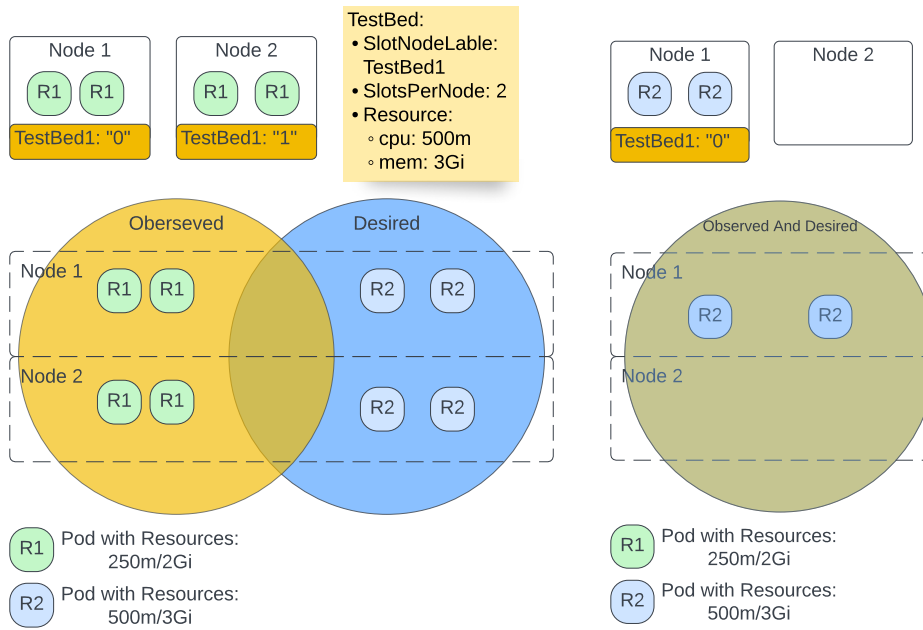 Node 1
R1
R1
TestBed1: "0"
Node 2
R1
R1
TestBed1: "1"
TestBed:
• SlotNodeLable:
TestBed1
• SlotsPerNode: 2
• Resource:
◦ cpu: 500m
◦ mem: 3Gi
Node 1
R2
R2
TestBed1: "0"
Node 2
Oberseved
Desired
Node 1
R1
R1
R2
R2
Node 2
R1
R1
R2
R2
Observed And Desired
Node 1
R2
R2
Node 2
R1
Pod with Resources:
250m/2Gi
R2
Pod with Resources:
500m/3Gi
R1
Pod with Resources:
250m/2Gi
R2
Pod with Resources:
500m/3Gi